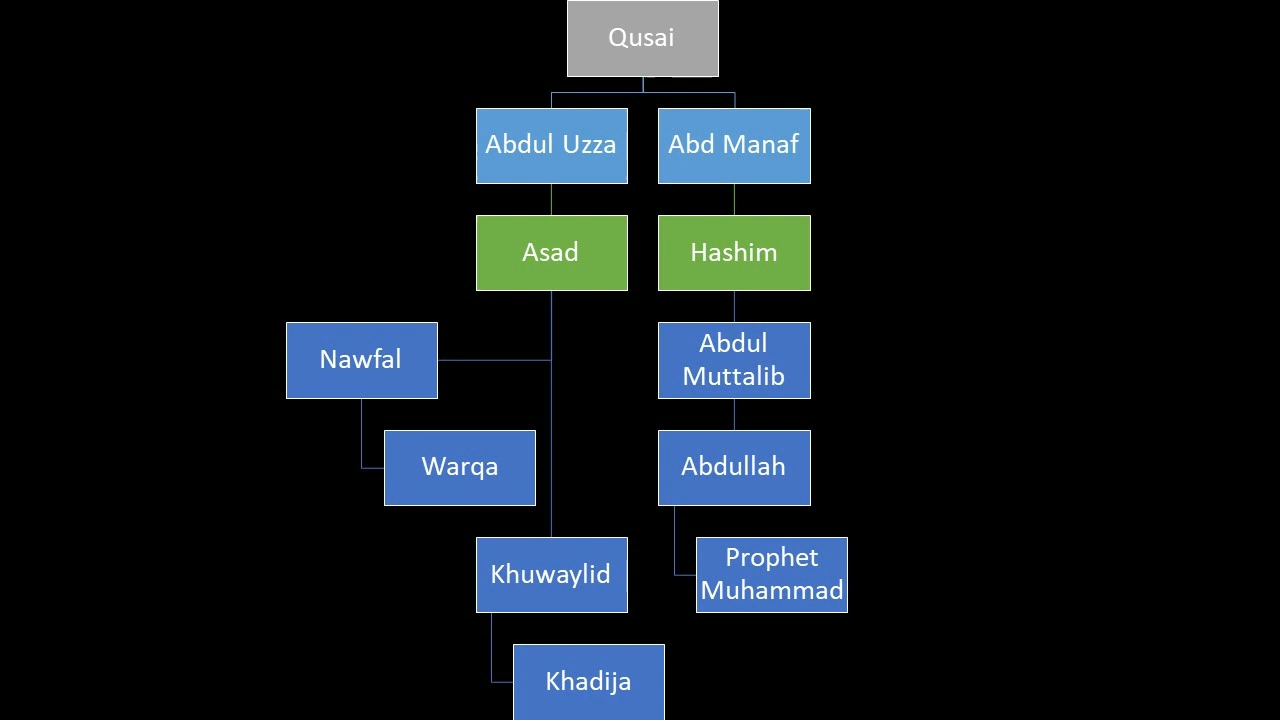 Qusai
Abdul Uzza
Abd Manaf
Asad
Hashim
Nawfal
Abdul
Muttalib
Warqa
Abdullah
Khuwaylid
Prophet
Muhammad
Khadija